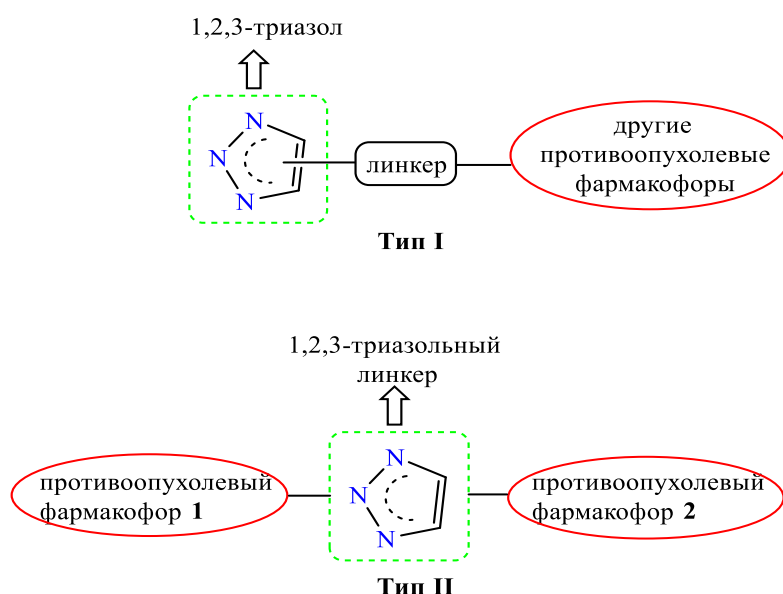 1,2,3-триазол
N
N
N
линкер
другие
противоопухолевые
фармакофоры
Тип I
1,2,3-триазольный
линкер
противоопухолевый
фармакофор 1
N
N
N
противоопухолевый
фармакофор 2
Тип II